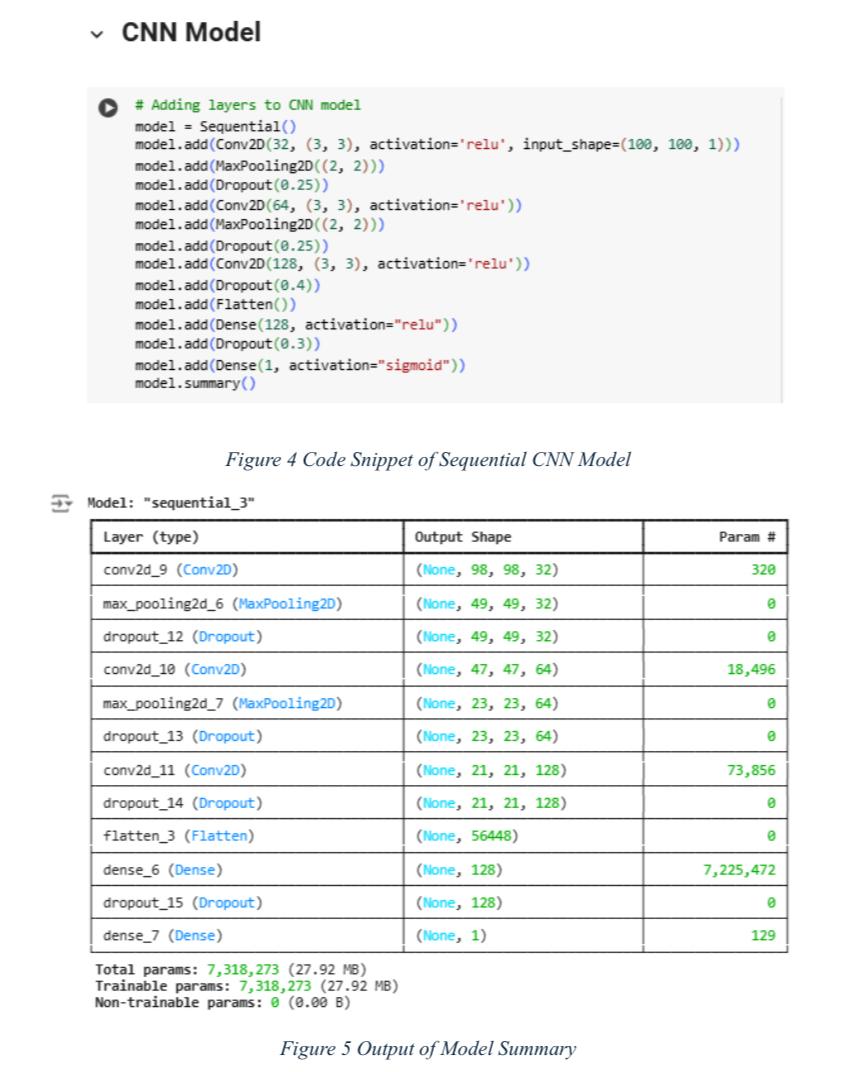 CNN Model
# Adding layers to CNN model
model = Sequential()
model.add(Conv2D(32, (3, 3), activation='relu', input_shape=(100, 100, 1)))
model.add(MaxPooling2D((2, 2)))
model.add(Dropout(0.25))
model.add(Conv2D(64, (3, 3), activation='relu'))
model.add(MaxPooling2D((2, 2)))
model.add(Dropout(0.25))
model.add(Conv2D(128, (3, 3), activation='relu'))
model.add(Dropout(0.4))
model.add(Flatten())
model.add(Dense(128, activation="relu"))
model.add(Dropout(0.3))
model.add(Dense(1, activation="sigmoid"))
model.summary()
Figure 4 Code Snippet of Sequential CNN Model
Model: "sequential_3"
Layer (type) Output Shape Param #
conv2d_9 (Conv2D) (None, 98, 98, 32) 320
max_pooling2d_6 (MaxPooling2D) (None, 49, 49, 32) 0
dropout_12 (Dropout) (None, 49, 49, 32) 0
conv2d_10 (Conv2D) (None, 47, 47, 64) 18,496
max_pooling2d_7 (MaxPooling2D) (None, 23, 23, 64) 0
dropout_13 (Dropout) (None, 23, 23, 64) 0
conv2d_11 (Conv2D) (None, 21, 21, 128) 73,856
dropout_14 (Dropout) (None, 21, 21, 128) 0
flatten_3 (Flatten) (None, 56448) 0
dense_6 (Dense) (None, 128) 7,225,472
dropout_15 (Dropout) (None, 128) 0
dense_7 (Dense) (None, 1) 129
Total params: 7,318,273 (27.92 MB)
Trainable params: 7,318,273 (27.92 MB)
Non-trainable params: 0 (0.00 B)
Figure 5 Output of Model Summary